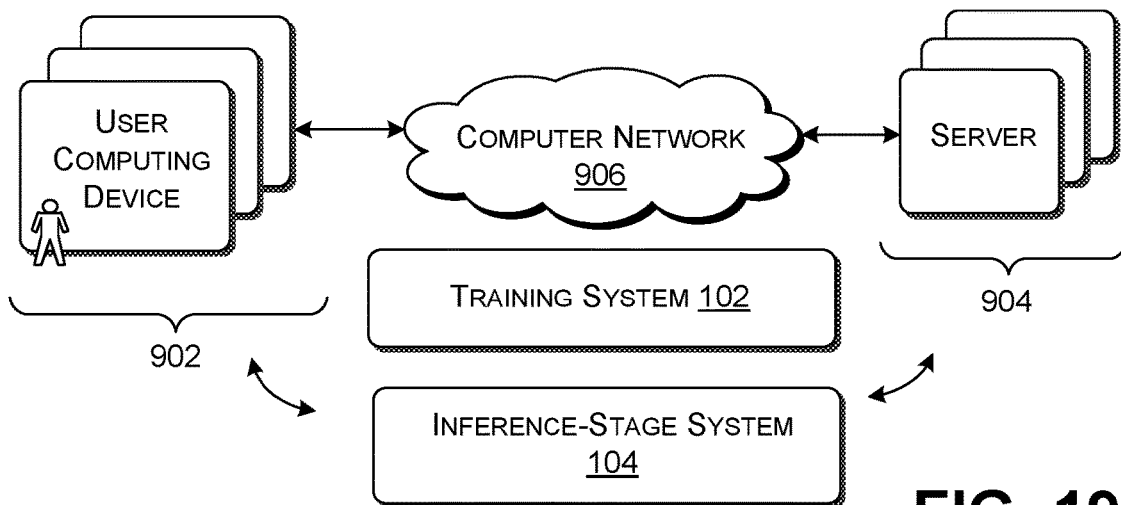 USER
COMPUTING
DEVICE
COMPUTER NETWORK
906
SERVER
TRAINING SYSTEM 102
902
904
INFERENCE-STAGE SYSTEM
104